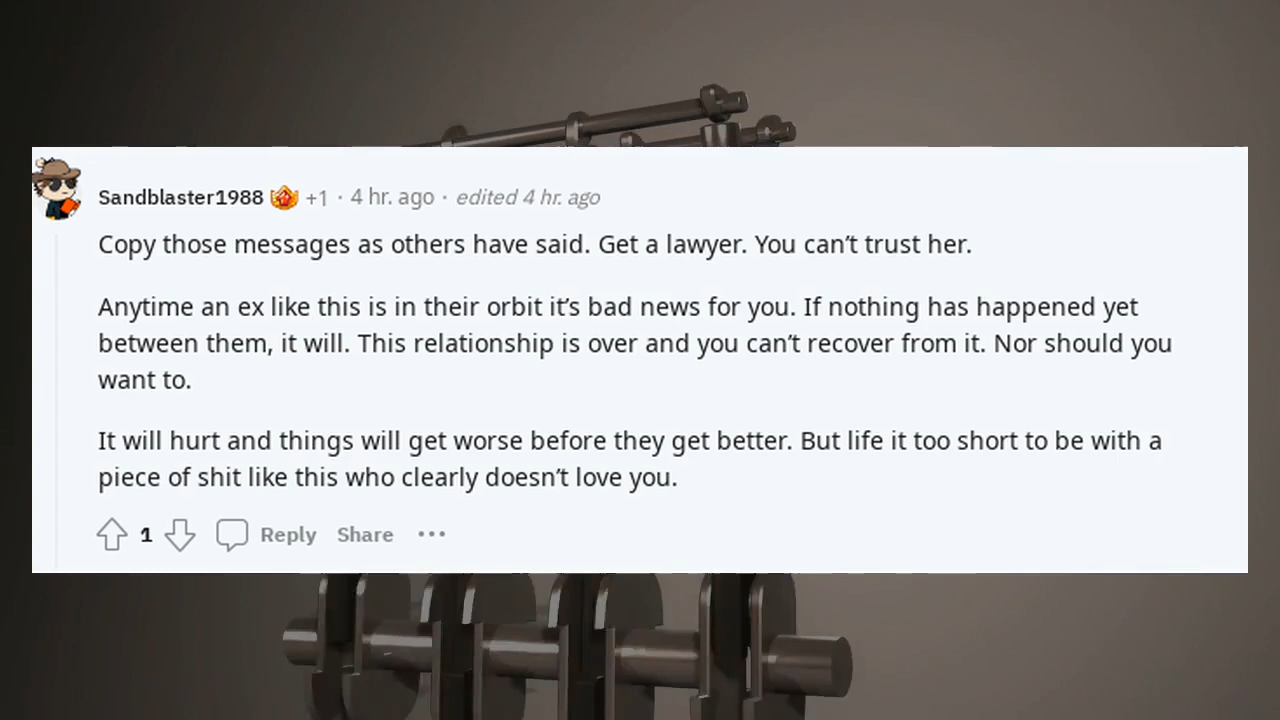 Sandblaster1988 +1 · 4 hr. ago · edited 4 hr. ago
Copy those messages as others have said. Get a lawyer. You can’t trust her.
Anytime an ex like this is in their orbit it’s bad news for you. If nothing has happened yet
between them, it will. This relationship is over and you can’t recover from it. Nor should you
want to.
It will hurt and things will get worse before they get better. But life it too short to be with a
piece of shit like this who clearly doesn’t love you.
1 Reply Share ···